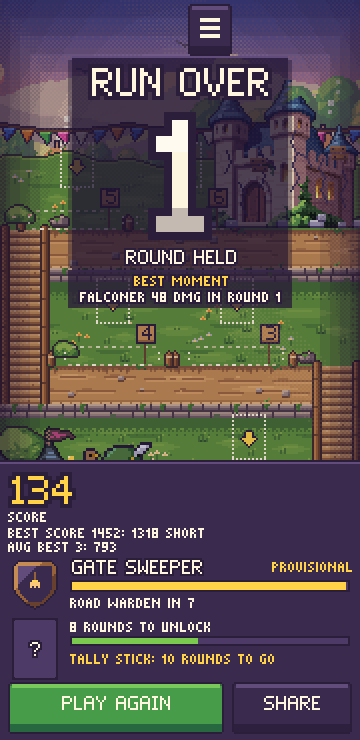 RUN OVER
1
5
6
ROUND HELD
BEST MOMENT
FALCONER 48 DMG IN ROUND 1
4
3
134
SCORE
BEST SCORE 1452: 1318 SHORT
AVG BEST 3: 793
GATE SWEEPER
PROVISIONAL
ROAD WARDEN IN 7
?
8 ROUNDS TO UNLOCK
TALLY STICK: 10 ROUNDS TO GO
PLAY AGAIN
SHARE